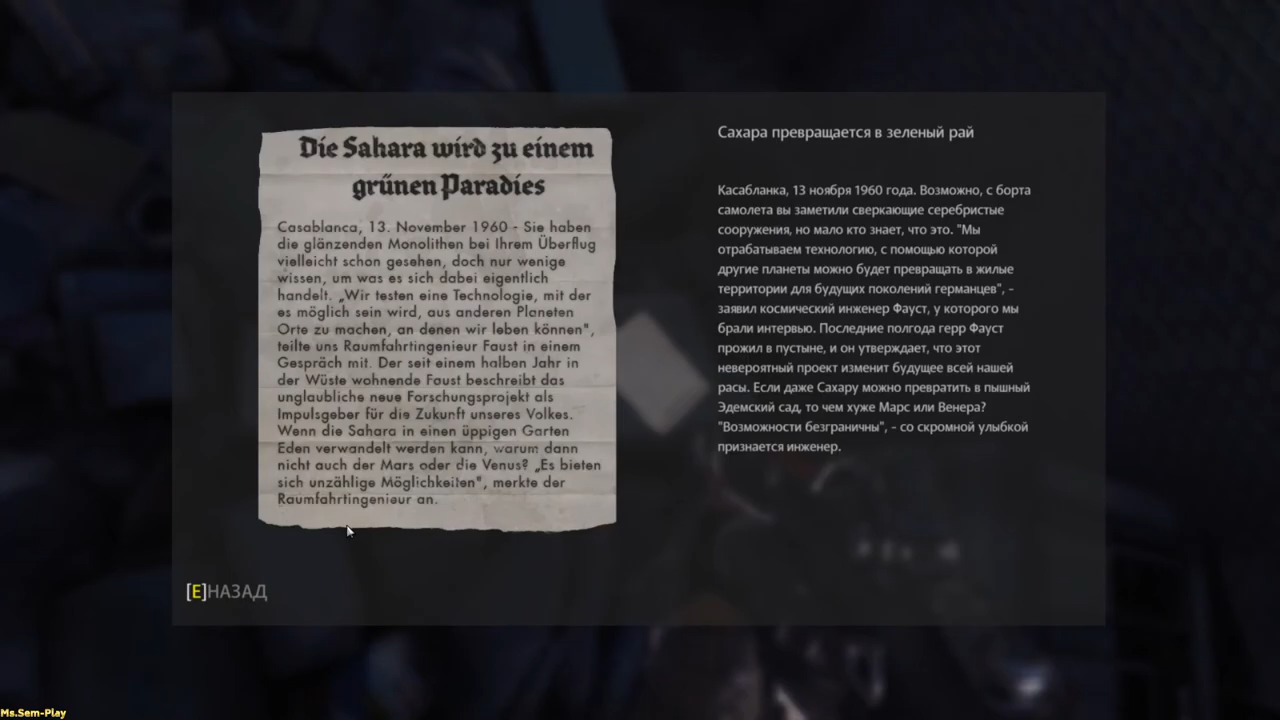 Die Sahara wird zu einem
grünen Paradies
Casablanca, 13. November 1960 - Sie haben
die glänzenden Monolithen bei Ihrem Überflug
vielleicht schon gesehen, doch nur wenige
wissen, um was es sich dabei eigentlich
handelt. „Wir testen eine Technologie, mit der
es möglich sein wird, aus anderen Planeten
Orte zu machen, an denen wir leben können",
teilte uns Raumfahrtingenieur Faust in einem
Gespräch mit. Der seit einem halben Jahr in
der Wüste wohnende Faust beschreibt das
unglaubliche neue Forschungsprojekt als
Impulsgeber für die Zukunft unseres Volkes.
Wenn die Sahara in einen üppigen Garten
Eden verwandelt werden kann, warum dann
nicht auch der Mars oder die Venus? „Es bieten
sich unzählige Möglichkeiten", merkte der
Raumfahrtingenieur an.
Сахара превращается в зеленый рай
Касабланка, 13 ноября 1960 года. Возможно, с борта
самолета вы заметили сверкающие серебристые
сооружения, но мало кто знает, что это. "Мы
отрабатываем технологию, с помощью которой
другие планеты можно будет превращать в жилые
территории для будущих поколений германцев", -
заявил космический инженер Фауст, у которого мы
брали интервью. Последние полгода герр Фауст
прожил в пустыне, и он утверждает, что этот
невероятный проект изменит будущее всей нашей
расы. Если даже Сахару можно превратить в пышный
Эдемский сад, то чем хуже Марс или Венера?
"Возможности безграничны", - со скромной улыбкой
признается инженер.
[E]НАЗАД
Ms.Sem-Play